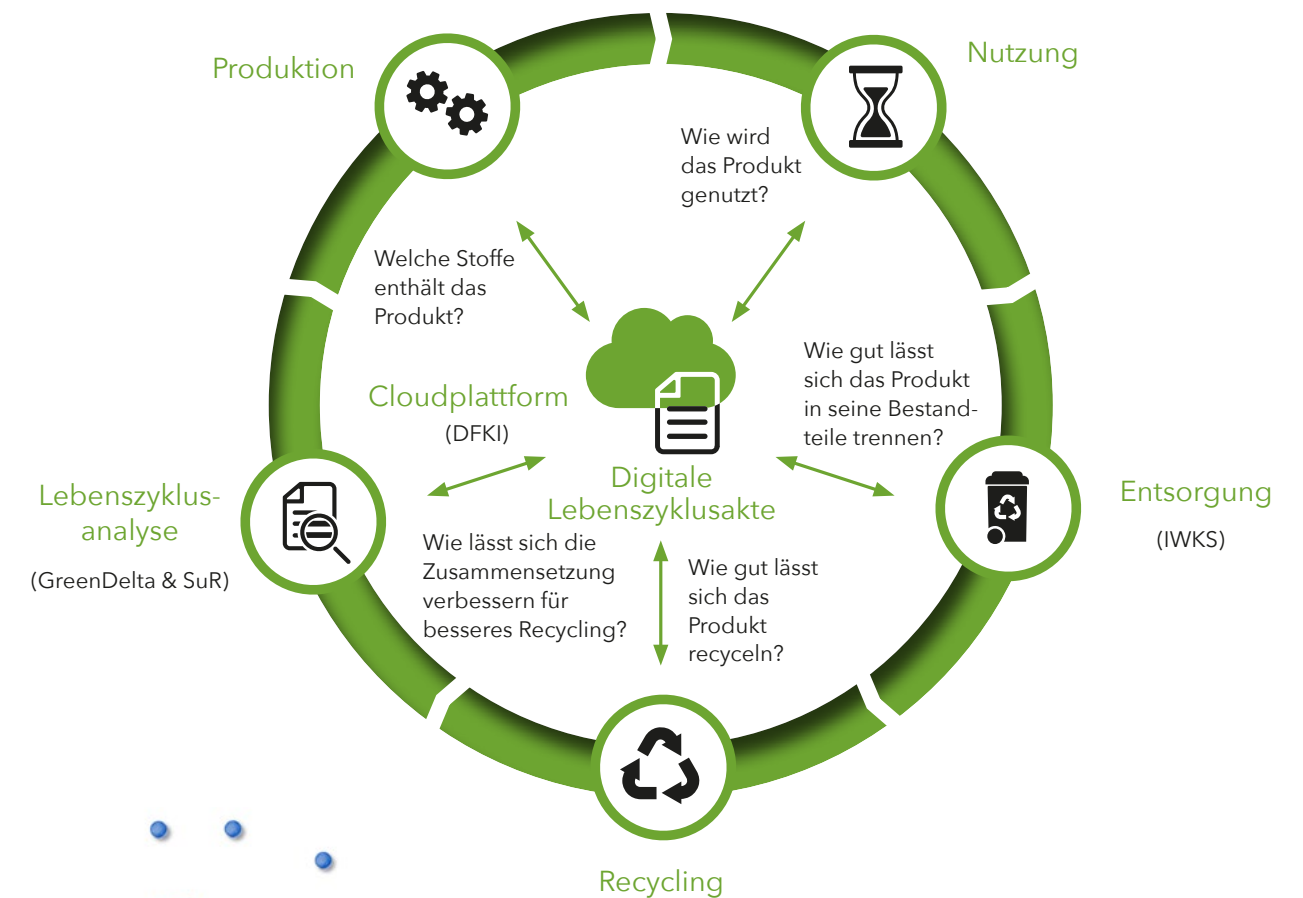 Produktion
Nutzung
Wie wird
das Produkt
genutzt?
Welche Stoffe
enthält das
Produkt?
Wie gut lässt
sich das Produkt
in seine Bestand-
teile trennen?
Cloudplattform
(DFKI)
Digitale
Lebenszyklusakte
Lebenszyklus-
analyse
(GreenDelta & SuR)
Entsorgung
(IWKS)
Wie lässt sich die
Zusammensetzung
verbessern für
besseres Recycling?
Wie gut lässt
sich das
Produkt
recyceln?
Recycling